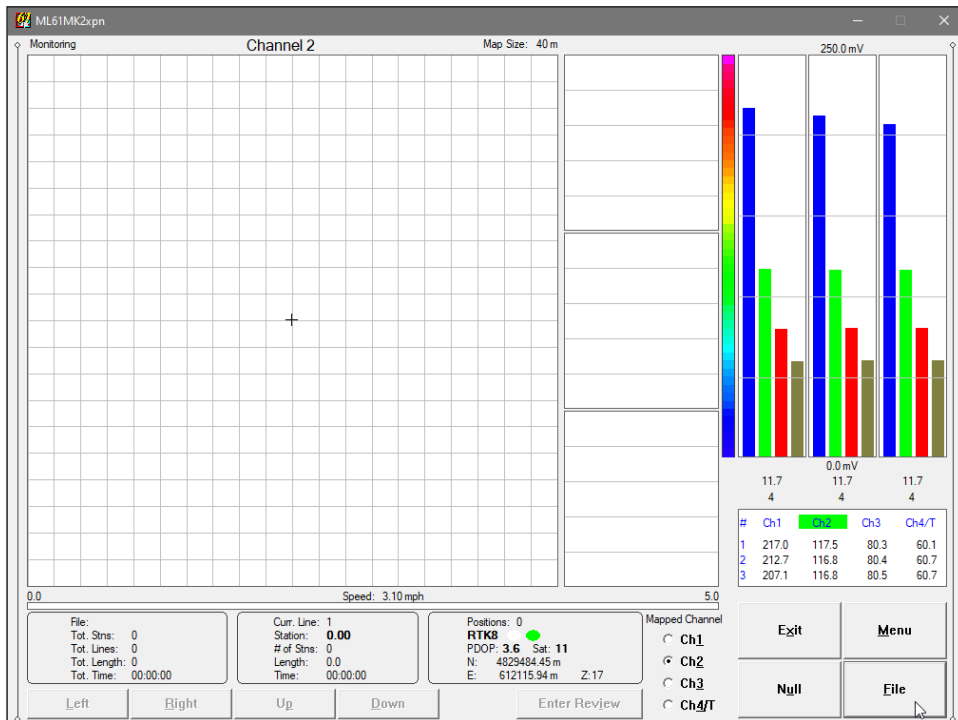 ML61MK2xpn
Monitoring Channel 2 Map Size: 40 m
250.0 mV
0.0 mV
11.7 11.7 11.7
4 4 4
# Ch1 Ch2 Ch3 Ch4/T
1 217.0 117.5 80.3 60.1
2 212.7 116.8 80.4 60.7
3 207.1 116.8 80.5 60.7
0.0 Speed: 3.10 mph 5.0
File:
Tot. Stns: 0
Tot. Lines: 0
Tot. Length: 0
Tot. Time: 00:00:00
Curr. Line: 1
Station: 0.00
# of Stns: 0
Length: 0.0
Time: 00:00:00
Positions: 0
RTK8
PDOP: 3.6 Sat: 11
N: 4829484.45 m
E: 612115.94 m Z:17
Mapped Channel
Ch1
Ch2
Ch3
Ch4/T
Exit Menu
Null File
Left Right Up Down Enter Review